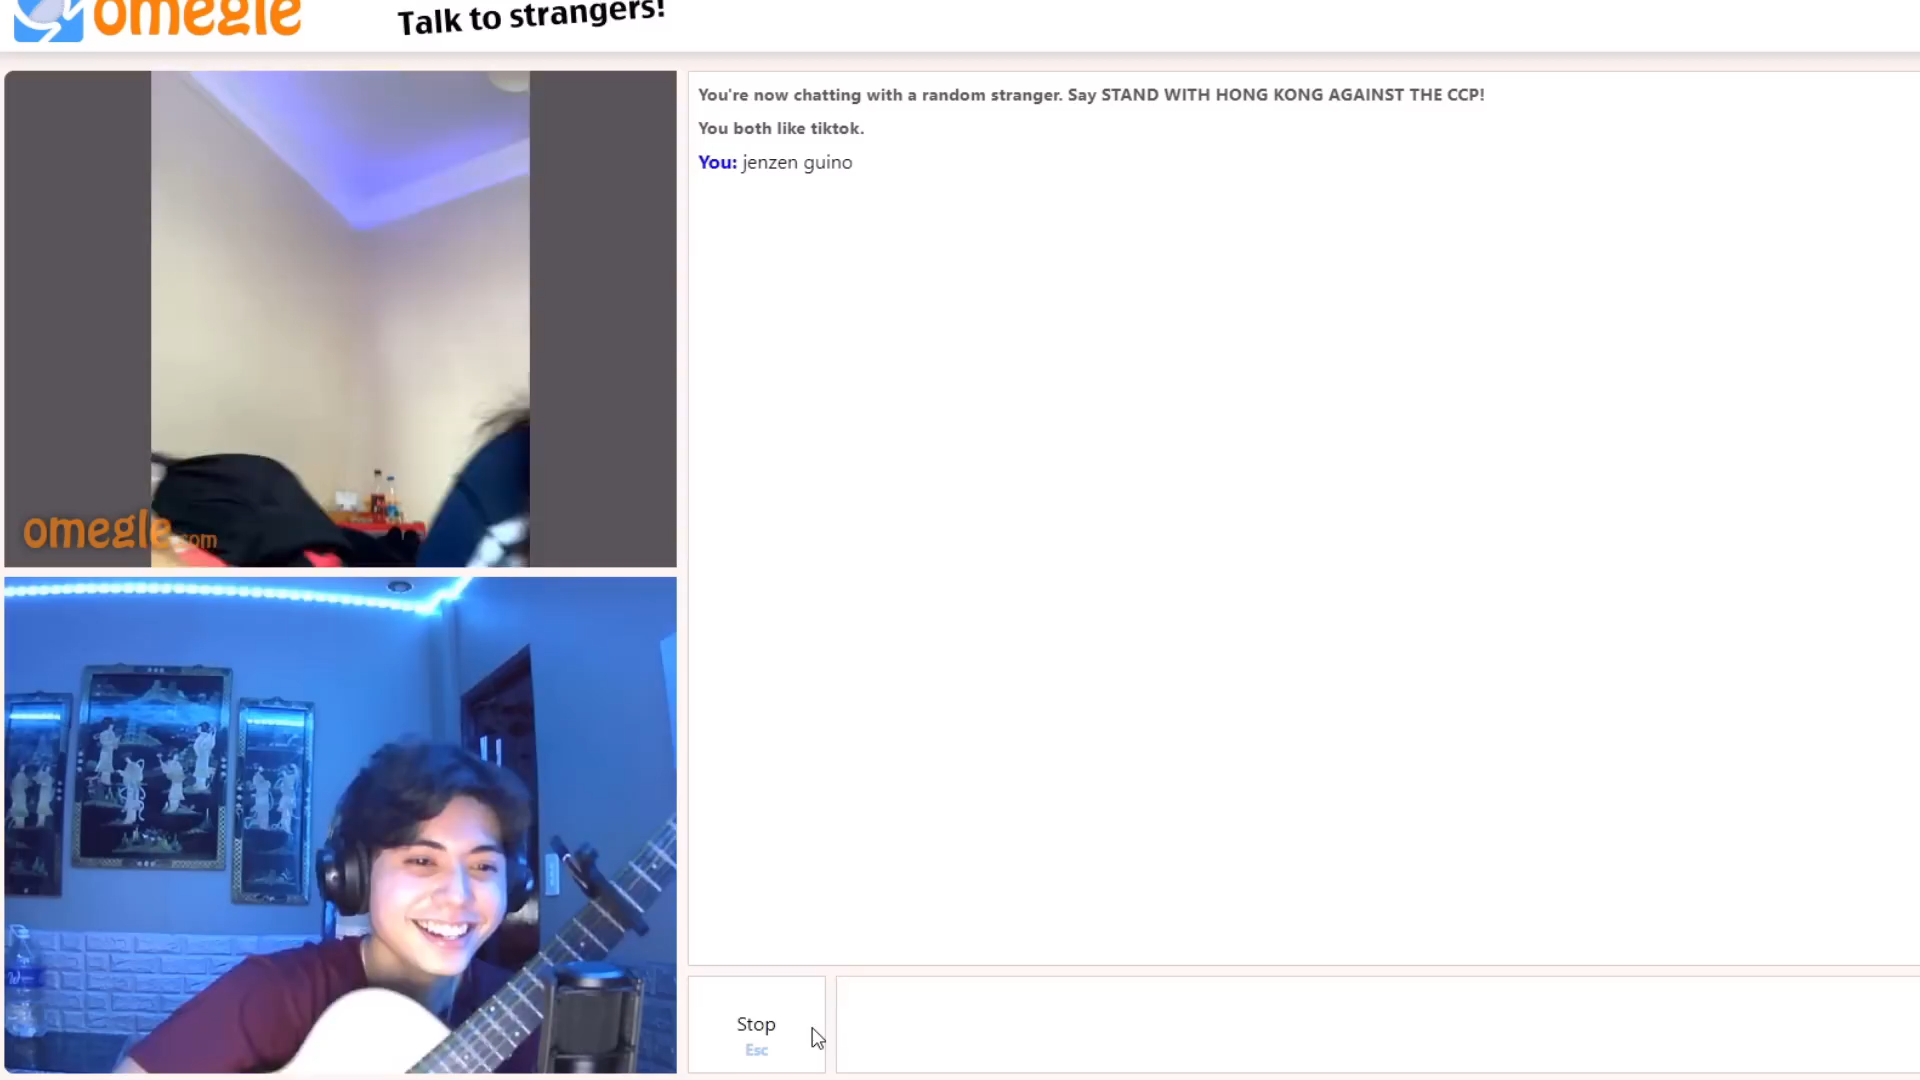 omegle
Talk to strangers!
You're now chatting with a random stranger. Say STAND WITH HONG KONG AGAINST THE CCP!
You both like tiktok.
You: jenzen guino
omegle.com
Stop
Esc